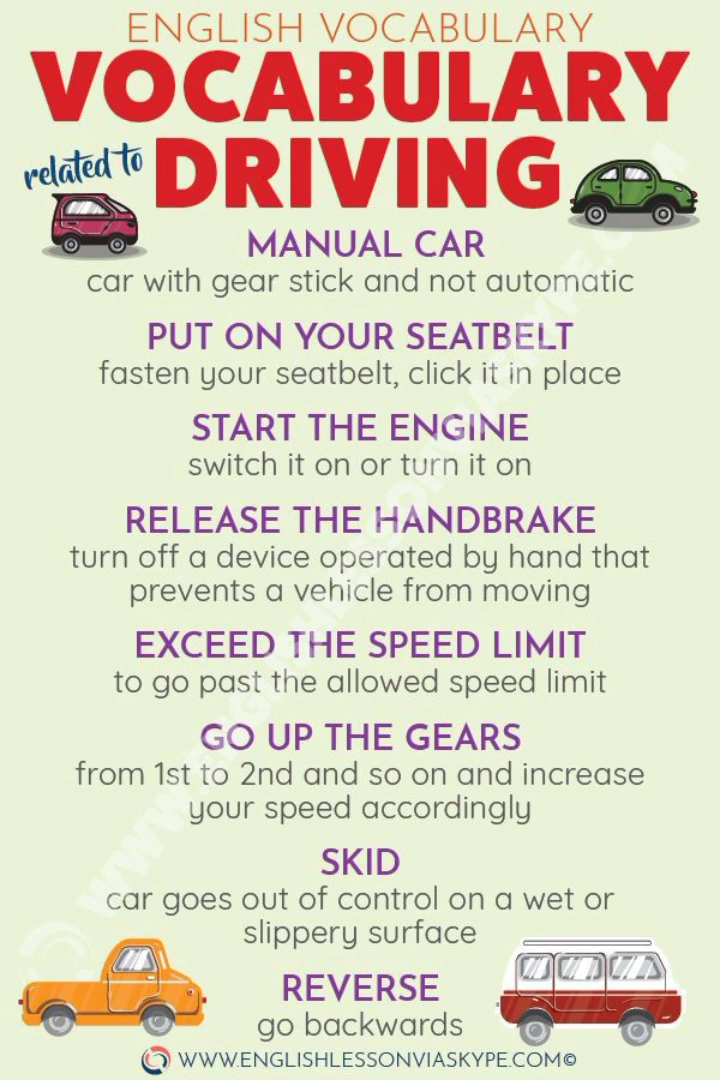 ENGLISH VOCABULARY
VOCABULARY
related to DRIVING
MANUAL CAR
car with gear stick and not automatic
PUT ON YOUR SEATBELT
fasten your seatbelt, click it in place
START THE ENGINE
switch it on or turn it on
RELEASE THE HANDBRAKE
turn off a device operated by hand that
prevents a vehicle from moving
EXCEED THE SPEED LIMIT
to go past the allowed speed limit
GO UP THE GEARS
from 1st to 2nd and so on and increase
your speed accordingly
SKID
car goes out of control on a wet or
slippery surface
REVERSE
go backwards
WWW.ENGLISHLESSONVIASKYPE.COM©
WWW.ENGLISHLESSONVIASKYPE.COM